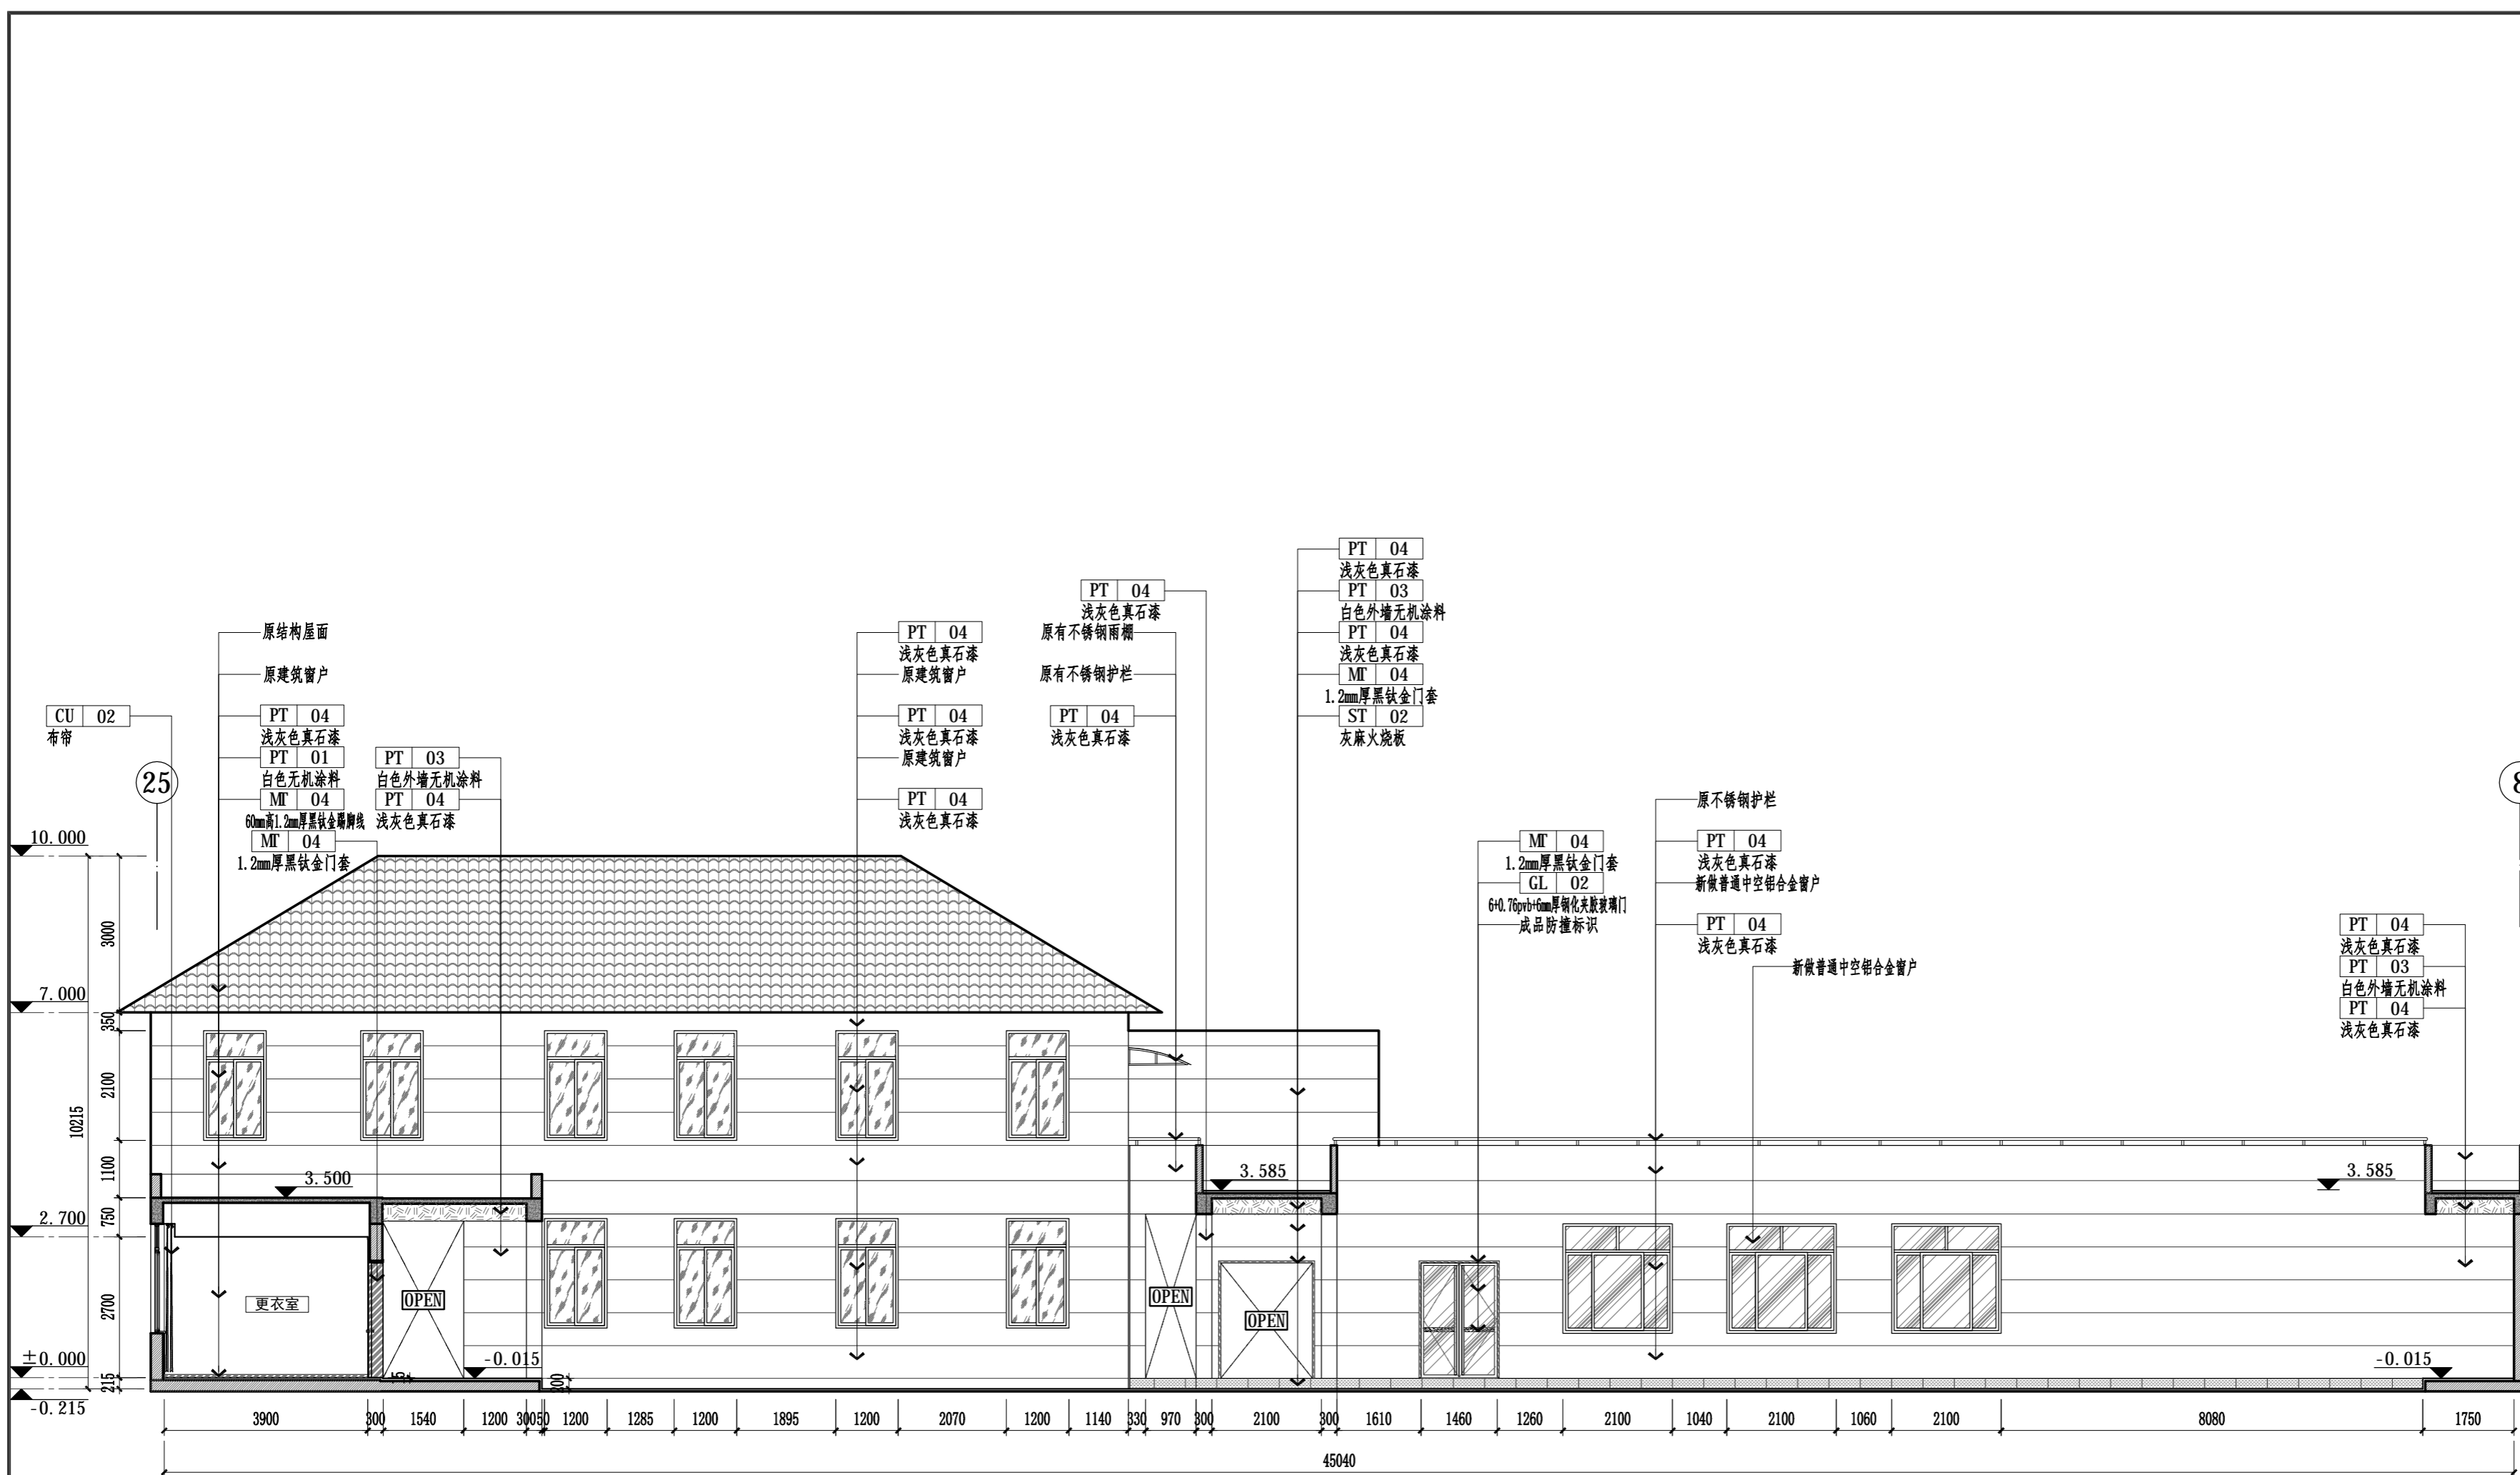 PT 04
浅灰色真石漆
PT 03
白色外墙无机涂料
PT 04
浅灰色真石漆
MT 04
1.2mm厚黑钛金门套
ST 02
灰麻火烧板
PT 04
浅灰色真石漆
原有不锈钢雨棚
原有不锈钢护栏
PT 04
浅灰色真石漆
原结构屋面
原建筑窗户
PT 04
浅灰色真石漆
PT 01
白色无机涂料
MT 04
60mm高1.2mm厚黑钛金踢脚线
MT 04
1.2mm厚黑钛金门套
PT 03
白色外墙无机涂料
PT 04
浅灰色真石漆
PT 04
浅灰色真石漆
原建筑窗户
PT 04
浅灰色真石漆
原建筑窗户
PT 04
浅灰色真石漆
CU 02
布帘
25
8
MT 04
1.2mm厚黑钛金门套
GL 02
6+0.76pvb+6mm厚钢化夹胶玻璃门
成品防撞标识
原不锈钢护栏
PT 04
浅灰色真石漆
新做普通中空铝合金窗户
PT 04
浅灰色真石漆
新做普通中空铝合金窗户
PT 04
浅灰色真石漆
PT 03
白色外墙无机涂料
PT 04
浅灰色真石漆
10.000
7.000
2.700
±0.000
-0.215
3000
350
2100
1100
750
2700
215
10215
3.500
3.585
3.585
更衣室
OPEN
OPEN
OPEN
-0.015
-0.015
15
200
3900 300 1540 1200 300 50 1200 1285 1200 1895 1200 2070 1200 1140 330 970 300 2100 300 1610 1460 1260 2100 1040 2100 1060 2100 8080 1750
45040